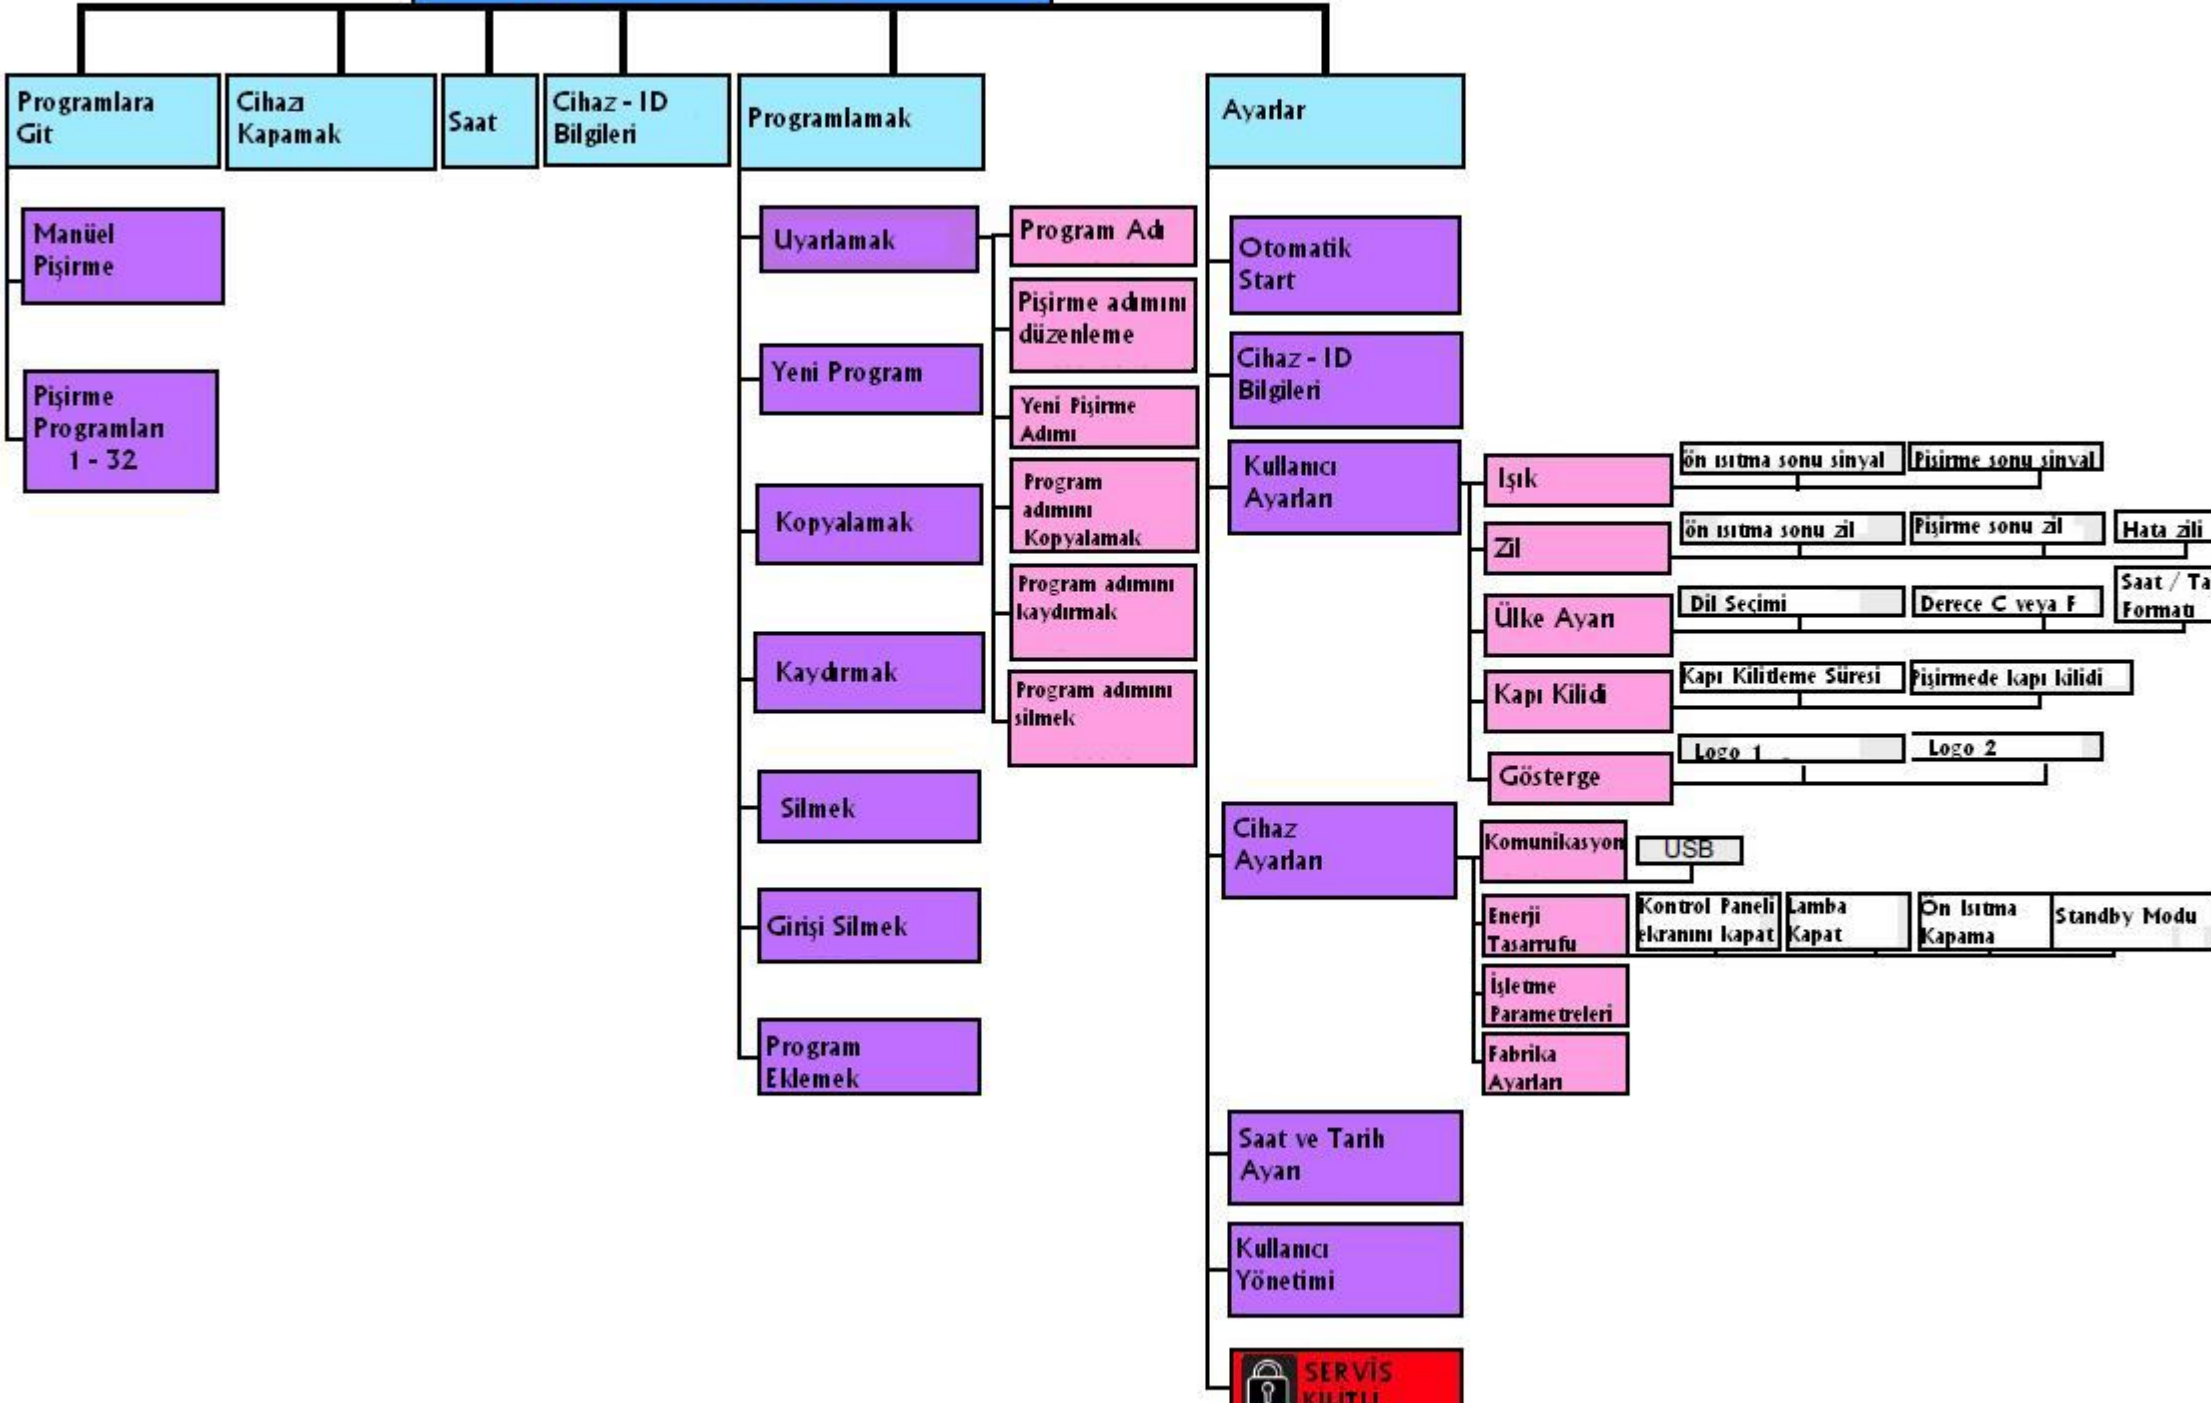 Programlara
Git
Cihazı
Kapamak
Saat
Cihaz - ID
Bilgileri
Programlamak
Ayarlar
Manüel
Pişirme
Pişirme
Programları
1 - 32
Uyarlamak
Yeni Program
Kopyalamak
Kaydırmak
Silmek
Girişi Silmek
Program
Eklemek
Program Adı
Pişirme adımını
düzenleme
Yeni Pişirme
Adımı
Program
adımını
Kopyalamak
Program adımını
kaydırmak
Program adımını
silmek
Otomatik
Start
Cihaz - ID
Bilgileri
Kullanıcı
Ayarları
Işık
ön ısıtma sonu sinyal
Pişirme sonu sinyal
Zil
ön ısıtma sonu zil
Pişirme sonu zil
Hata zili
Ülke Ayarı
Dil Seçimi
Derece C veya F
Saat / Ta
Formatı
Kapı Kilidi
Kapı Kilitleme Süresi
Pişirmede kapı kilidi
Gösterge
Logo 1
Logo 2
Cihaz
Ayarları
Komunikasyon
USB
Enerji
Tasarrufu
Kontrol Paneli
ekranını kapat
Lamba
Kapat
Ön Isıtma
Kapama
Standby Modu
İşletme
Parametreleri
Fabrika
Ayarları
Saat ve Tarih
Ayarı
Kullanıcı
Yönetimi
SERVİS
KİLİTLİ